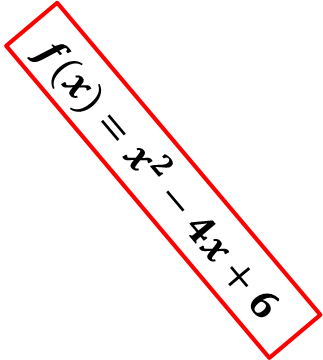 f(x) = x² − 4x + 6